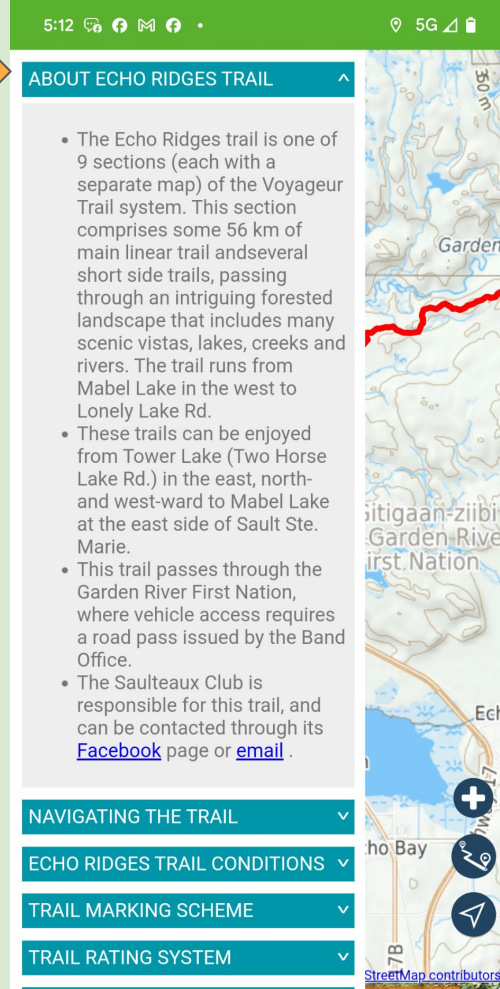 5:12
5G
ABOUT ECHO RIDGES TRAIL
• The Echo Ridges trail is one of
9 sections (each with a
separate map) of the Voyageur
Trail system. This section
comprises some 56 km of
main linear trail andseveral
short side trails, passing
through an intriguing forested
landscape that includes many
scenic vistas, lakes, creeks and
rivers. The trail runs from
Mabel Lake in the west to
Lonely Lake Rd.
• These trails can be enjoyed
from Tower Lake (Two Horse
Lake Rd.) in the east, north-
and west-ward to Mabel Lake
at the east side of Sault Ste.
Marie.
• This trail passes through the
Garden River First Nation,
where vehicle access requires
a road pass issued by the Band
Office.
• The Saulteaux Club is
responsible for this trail, and
can be contacted through its
Facebook page or email .
NAVIGATING THE TRAIL
ECHO RIDGES TRAIL CONDITIONS
TRAIL MARKING SCHEME
TRAIL RATING SYSTEM
350 m
Garden
itigaan-ziibi
Garden Rive
irst Nation
Ech
hway 17
ho Bay
17B
StreetMap contributors